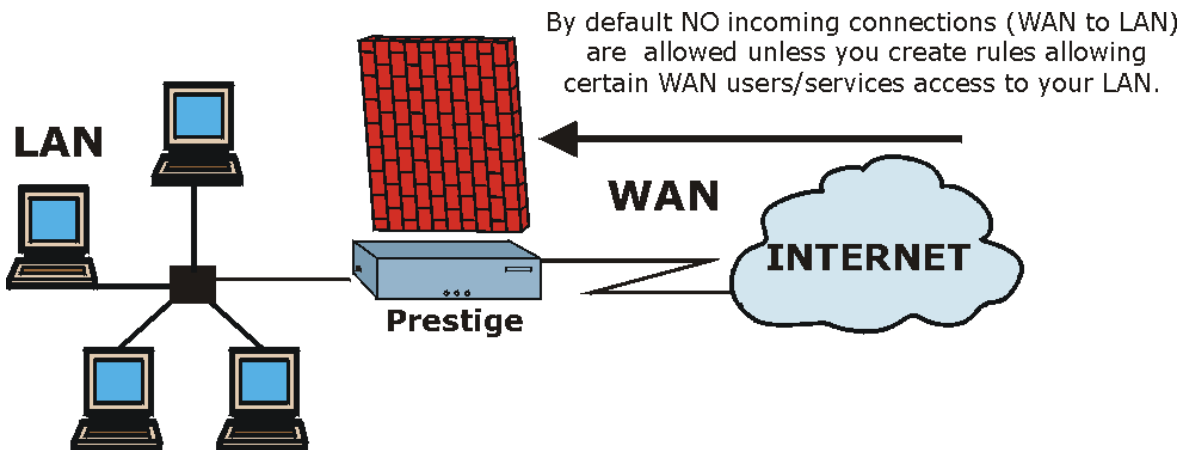 By default NO incoming connections (WAN to LAN)
are allowed unless you create rules allowing
certain WAN users/services access to your LAN.
LAN
WAN
INTERNET
Prestige